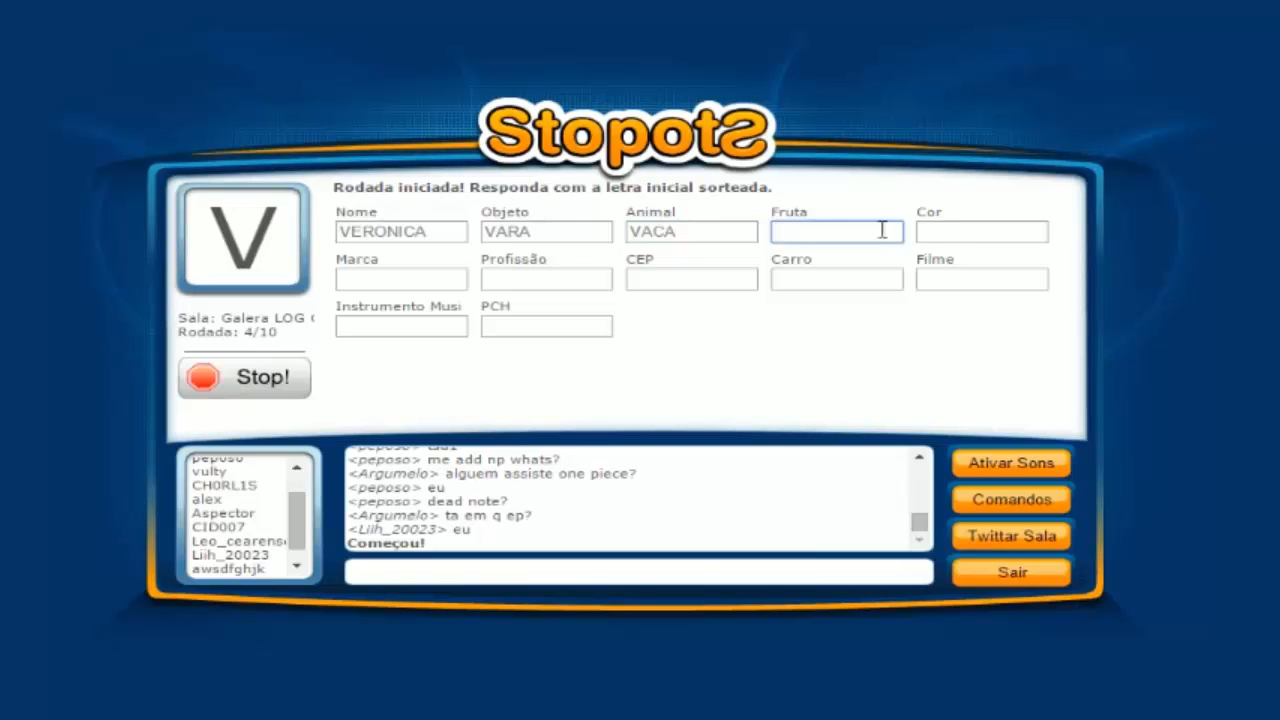 StopotS
V
Rodada iniciada! Responda com a letra inicial sorteada.
Nome Objeto Animal Fruta Cor
VERONICA VARA VACA
Marca Profissão CEP Carro Filme
Instrumento Musi PCH
Sala: Galera LOG
Rodada: 4/10
Stop!
peposo
vulty
CH0RL1S
alex
Aspector
CID007
Leo_cearens
Liih_20023
awsdfghjk
<peposo>
<peposo> me add np whats?
<Argumelo> alguem assiste one piece?
<peposo> eu
<peposo> dead note?
<Argumelo> ta em q ep?
<Liih_20023> eu
Começou!
Ativar Sons
Comandos
Twittar Sala
Sair